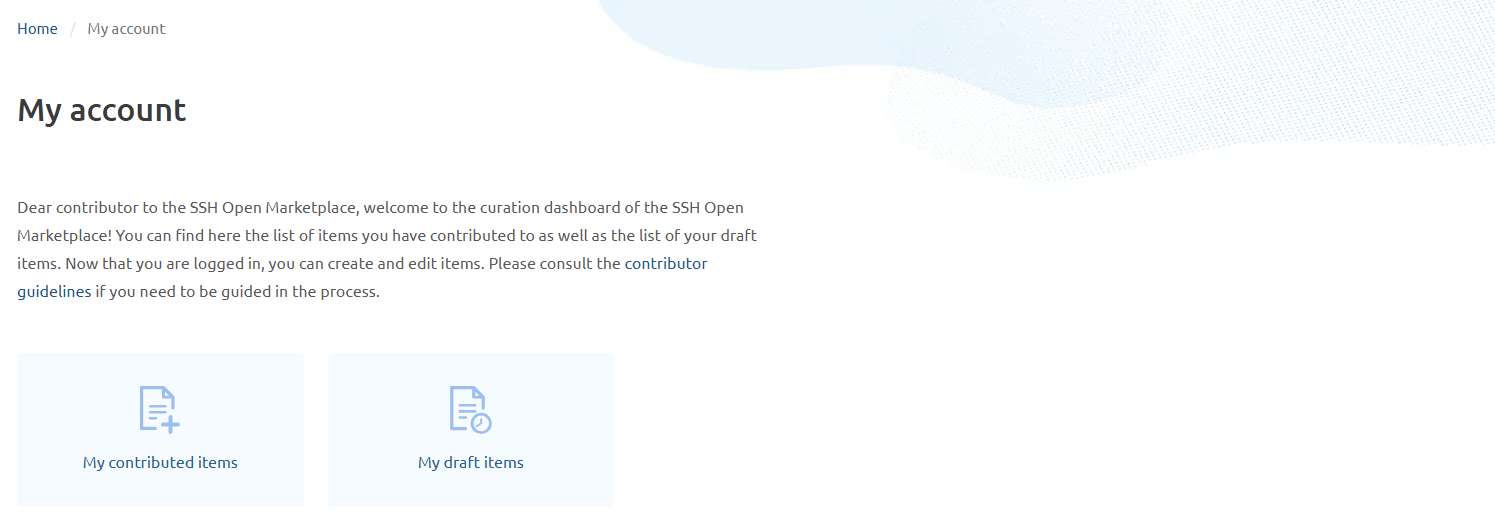 Home / My account
My account
Dear contributor to the SSH Open Marketplace, welcome to the curation dashboard of the SSH Open
Marketplace! You can find here the list of items you have contributed to as well as the list of your draft
items. Now that you are logged in, you can create and edit items. Please consult the contributor
guidelines if you need to be guided in the process.
My contributed items
My draft items